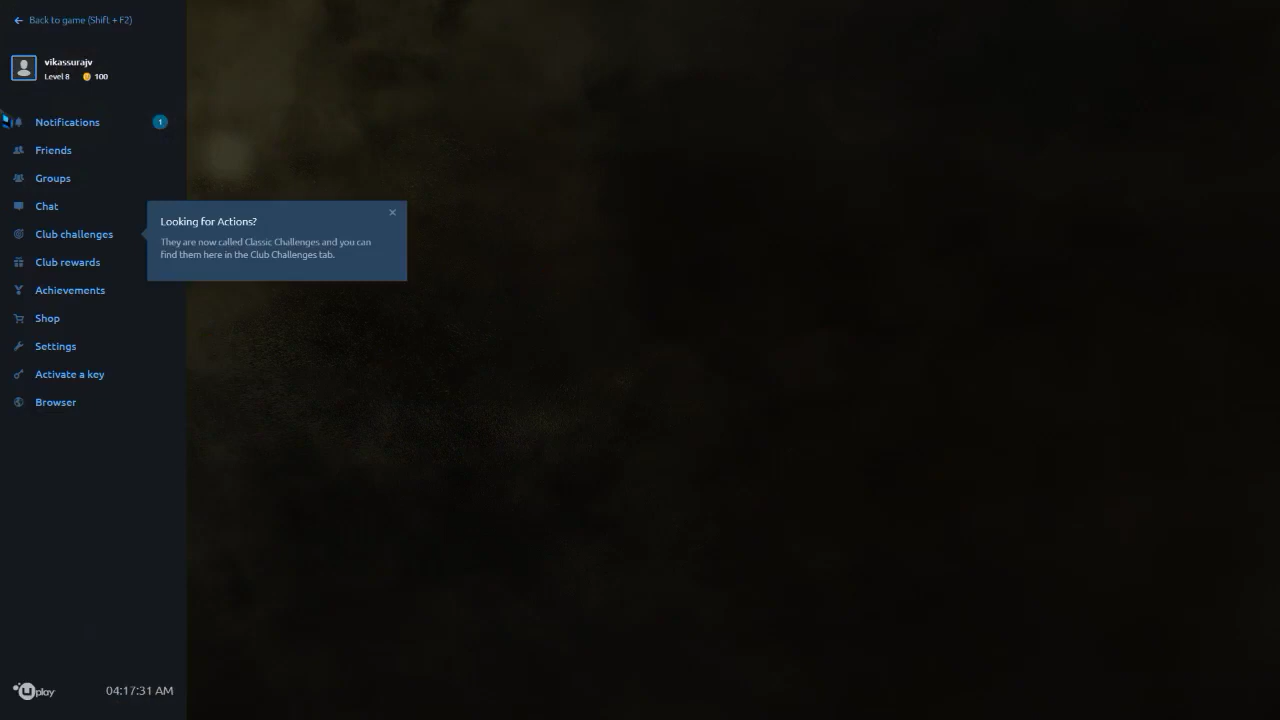 Back to game (Shift + F2)
vikassurajv
Level 8 100
Notifications 1
Friends
Groups
Chat
Club challenges
Looking for Actions?
They are now called Classic Challenges and you can
find them here in the Club Challenges tab.
Club rewards
Achievements
Shop
Settings
Activate a key
Browser
uplay 04:17:31 AM